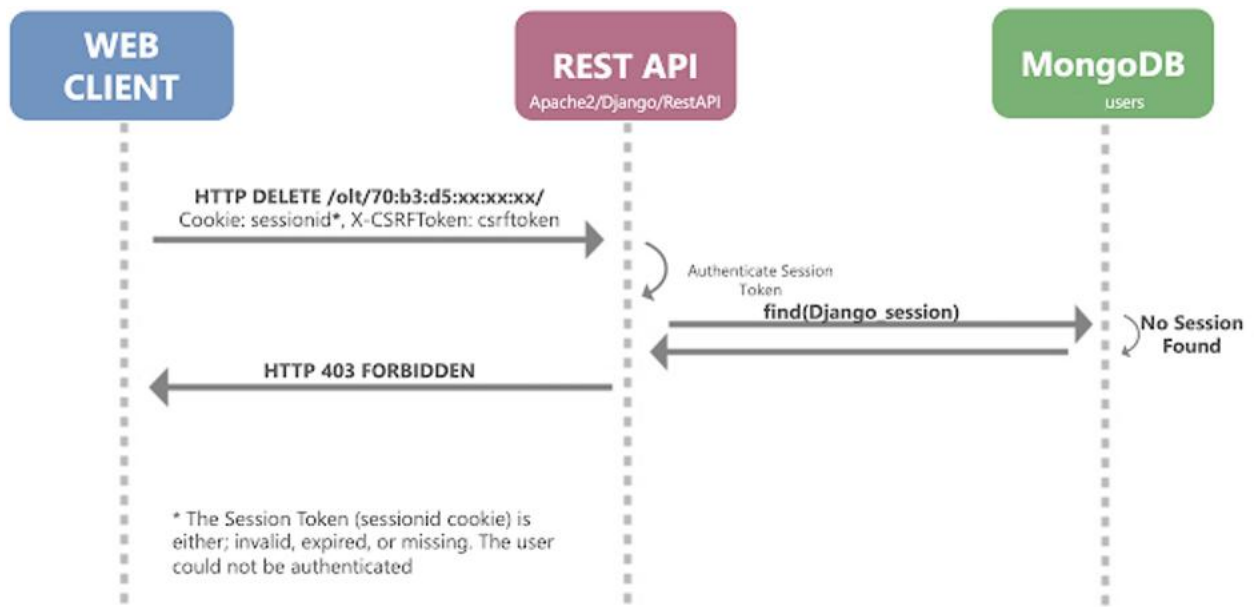 WEB
CLIENT
REST API
Apache2/Django/RestAPI
MongoDB
users
HTTP DELETE /olt/70:b3:d5:xx:xx:xx/
Cookie: sessionid*, X-CSRFToken: csrftoken
Authenticate Session
Token
find(Django_session)
No Session
Found
HTTP 403 FORBIDDEN
* The Session Token (sessionid cookie) is
either; invalid, expired, or missing. The user
could not be authenticated